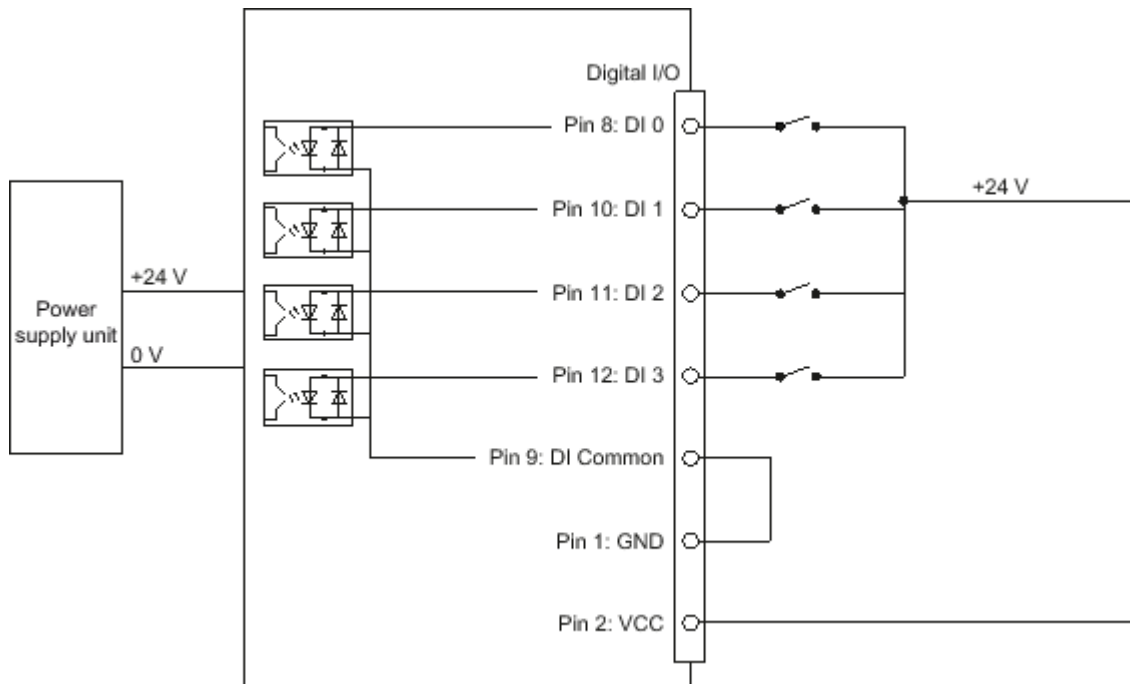 Digital I/O
Pin 8: DI 0
+24 V
Pin 10: DI 1
+24 V
Pin 11: DI 2
Power
supply unit
0 V
Pin 12: DI 3
Pin 9: DI Common
Pin 1: GND
Pin 2: VCC